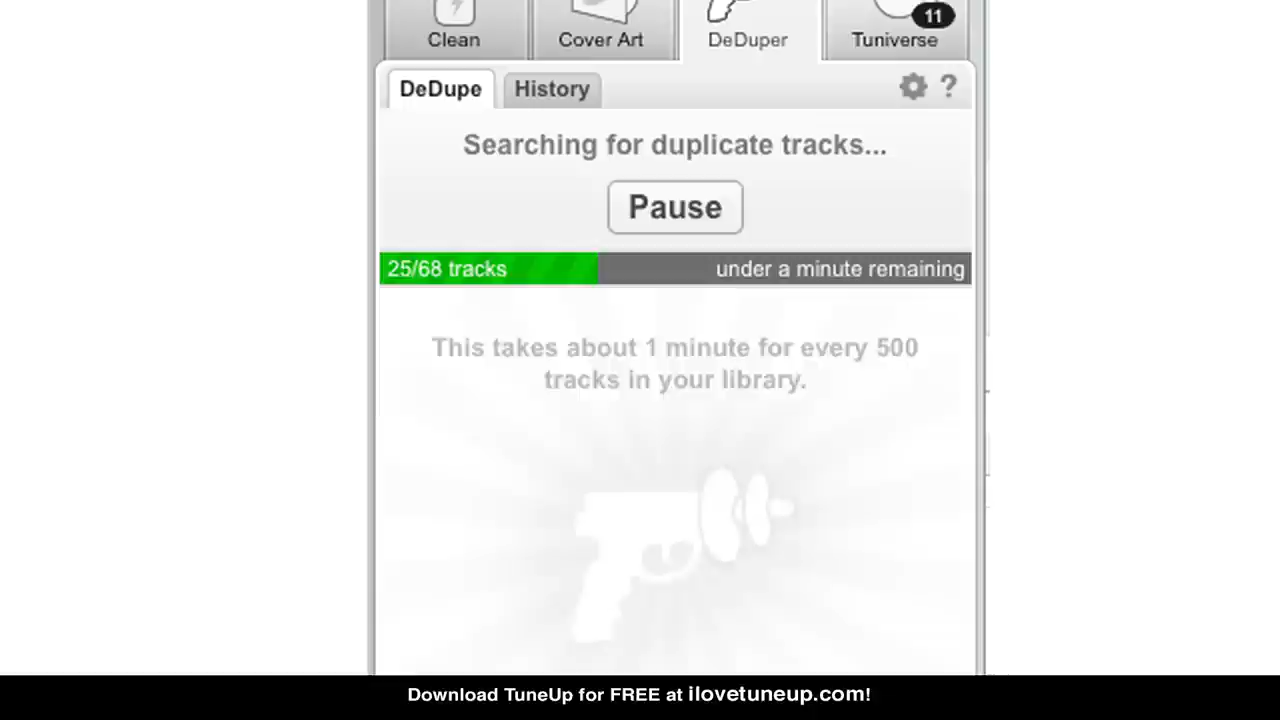 11
Clean
Cover Art
DeDuper
Tuniverse
DeDupe
History
?
Searching for duplicate tracks...
Pause
25/68 tracks
under a minute remaining
This takes about 1 minute for every 500
tracks in your library.
Download TuneUp for FREE at ilovetuneup.com!